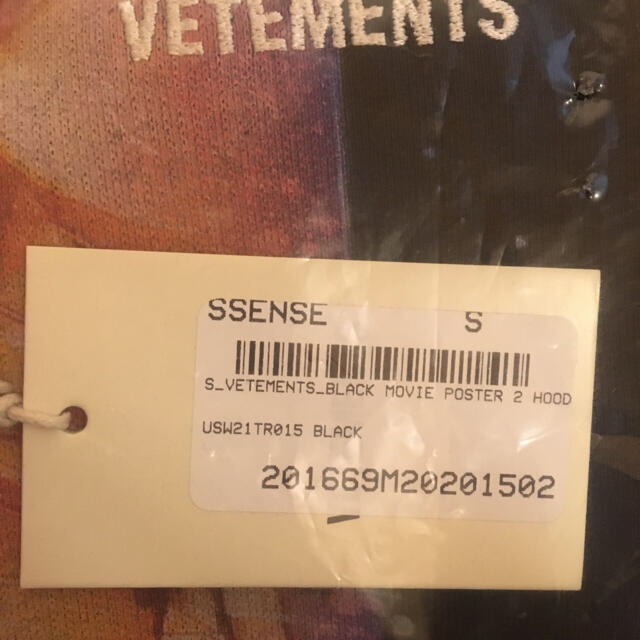 VETEMENTS
SSENSE S
S_VETEMENTS_BLACK MOVIE POSTER 2 HOOD
USW21TR015 BLACK
201669M20201502